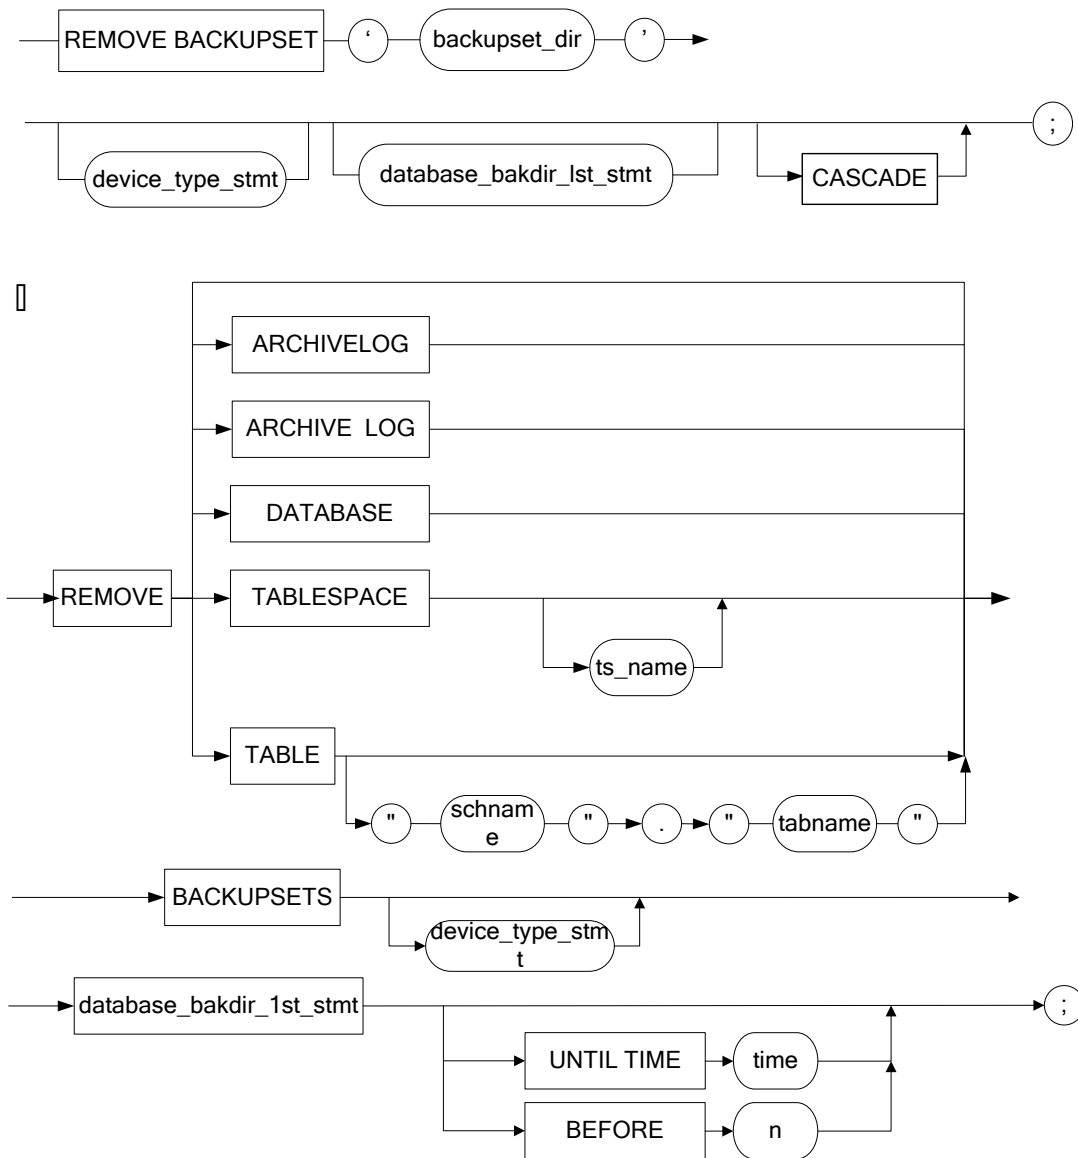 REMOVE BACKUPSET ‘ backupset_dir ’
;
device_type_stmt database_bakdir_lst_stmt CASCADE
ARCHIVELOG
ARCHIVE LOG
DATABASE
REMOVE TABLESPACE
ts_name
TABLE
" schnam
e " . " tabname "
BACKUPSETS
device_type_stm
t
database_bakdir_1st_stmt ;
UNTIL TIME time
BEFORE n